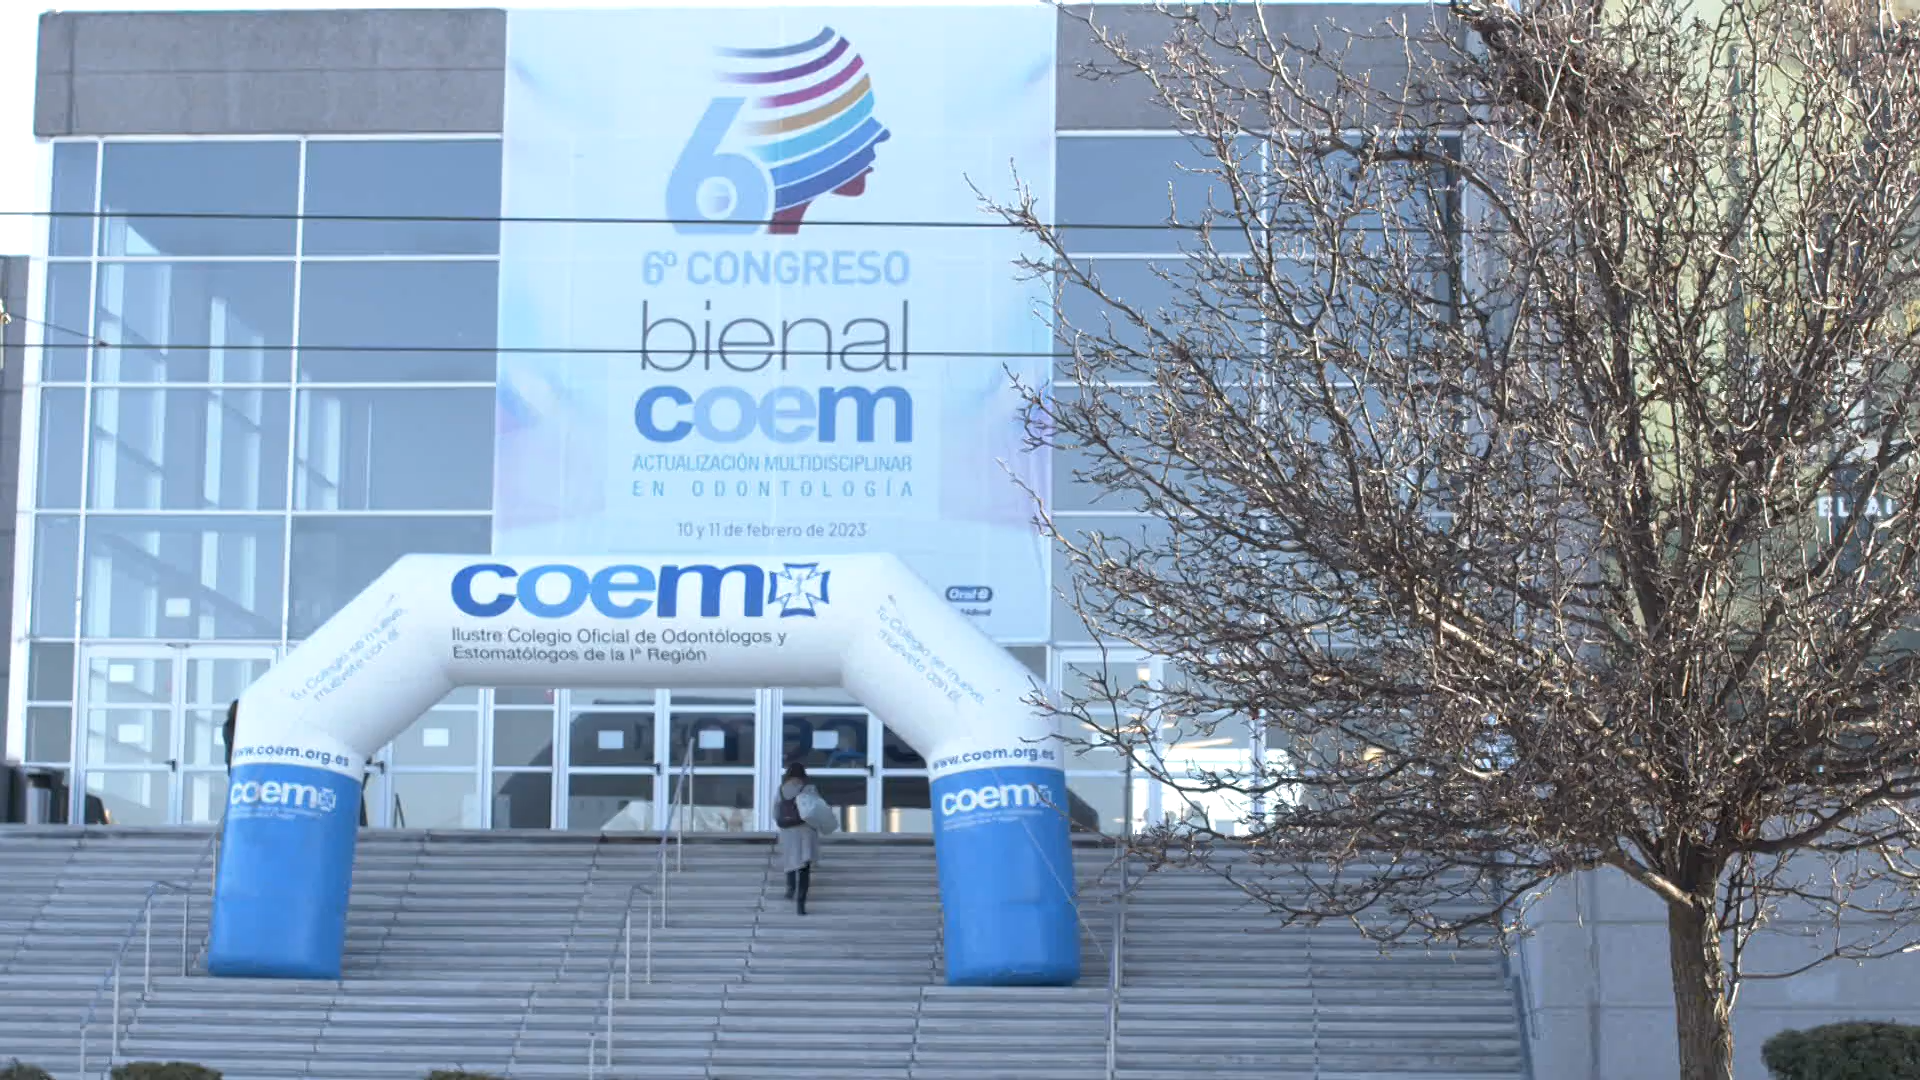 6
6º CONGRESO
bienal
coem
ACTUALIZACIÓN MULTIDISCIPLINAR
EN ODONTOLOGÍA
10 y 11 de febrero de 2023
Oral-B
coem
Ilustre Colegio Oficial de Odontólogos y
Estomatólogos de la Iª Región
Tu Colegio se mueve,
muévete con él
Tu Colegio se mueve,
muévete con él
www.coem.org.es
coem
www.coem.org.es
coem